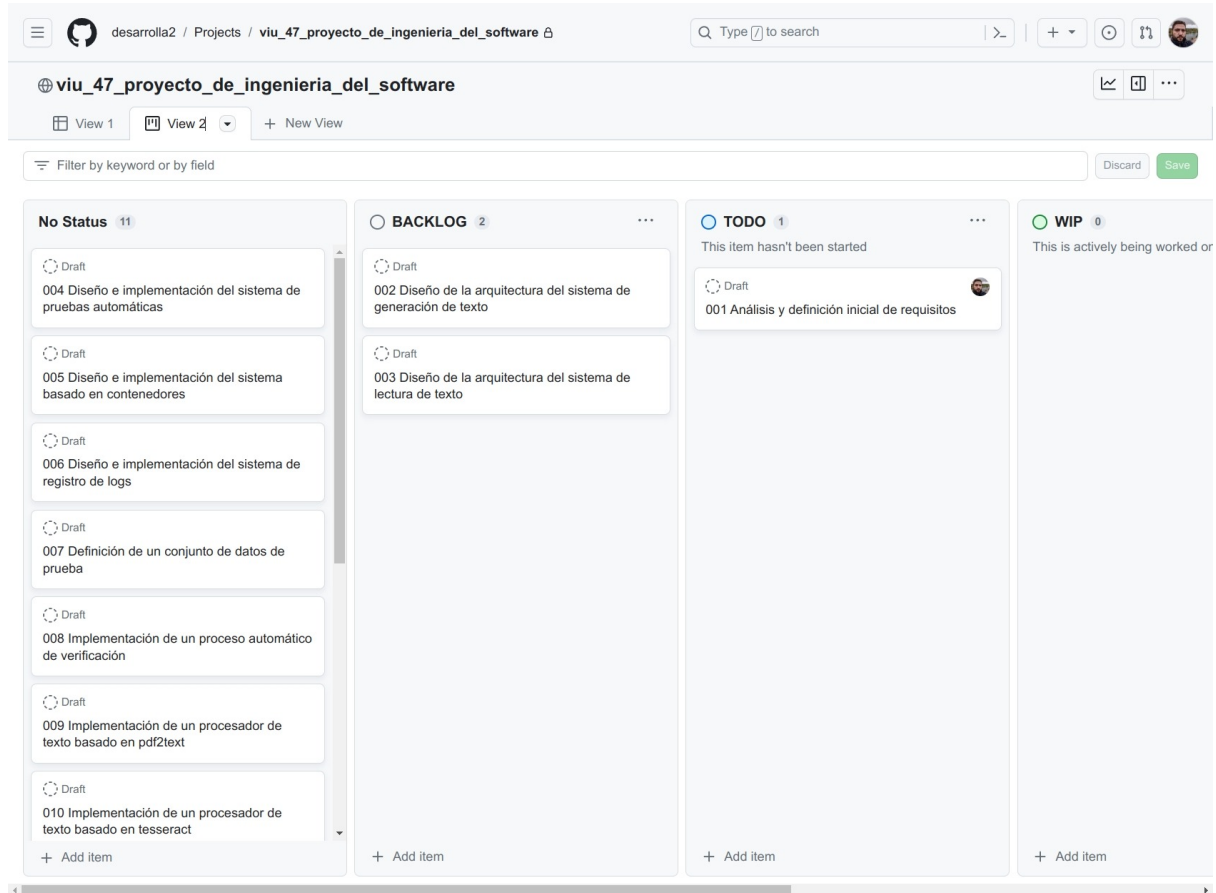 desarrolla2 / Projects / viu_47_proyecto_de_ingenieria_del_software
Type / to search
viu_47_proyecto_de_ingenieria_del_software
View 1
View 2
+ New View
Filter by keyword or by field
Discard
Save
No Status 11
Draft
004 Diseño e implementación del sistema de
pruebas automáticas
Draft
005 Diseño e implementación del sistema
basado en contenedores
Draft
006 Diseño e implementación del sistema de
registro de logs
Draft
007 Definición de un conjunto de datos de
prueba
Draft
008 Implementación de un proceso automático
de verificación
Draft
009 Implementación de un procesador de
texto basado en pdf2text
Draft
010 Implementación de un procesador de
texto basado en tesseract
+ Add item
BACKLOG 2
Draft
002 Diseño de la arquitectura del sistema de
generación de texto
Draft
003 Diseño de la arquitectura del sistema de
lectura de texto
+ Add item
TODO 1
This item hasn't been started
Draft
001 Análisis y definición inicial de requisitos
+ Add item
WIP 0
This is actively being worked on
+ Add item